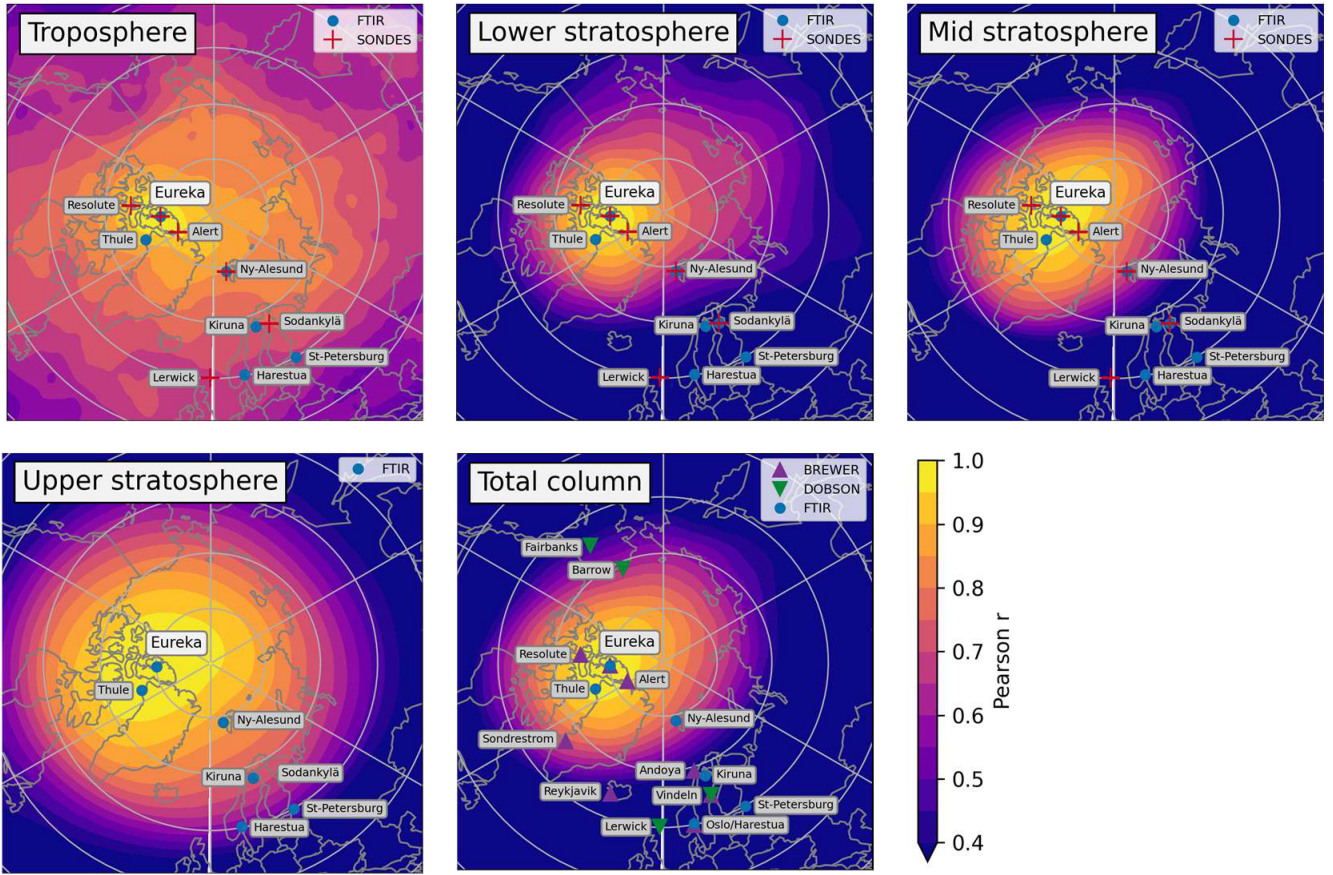 Troposphere
FTIR
SONDES
Eureka
Resolute
Thule
Alert
Ny-Alesund
Kiruna
Sodankylä
St-Petersburg
Lerwick
Harestua
Lower stratosphere
FTIR
SONDES
Eureka
Resolute
Thule
Alert
Ny-Alesund
Kiruna
Sodankylä
St-Petersburg
Lerwick
Harestua
Mid stratosphere
FTIR
SONDES
Eureka
Resolute
Thule
Alert
Ny-Alesund
Kiruna
Sodankylä
St-Petersburg
Lerwick
Harestua
Upper stratosphere
FTIR
Eureka
Thule
Ny-Alesund
Kiruna
Sodankylä
St-Petersburg
Harestua
Total column
BREWER
DOBSON
FTIR
Fairbanks
Barrow
Eureka
Resolute
Thule
Alert
Ny-Alesund
Sondrestrom
Andoya
Kiruna
Reykjavik
Vindeln
St-Petersburg
Lerwick
Oslo/Harestua
1.0
0.9
0.8
0.7
0.6
0.5
0.4
Pearson r